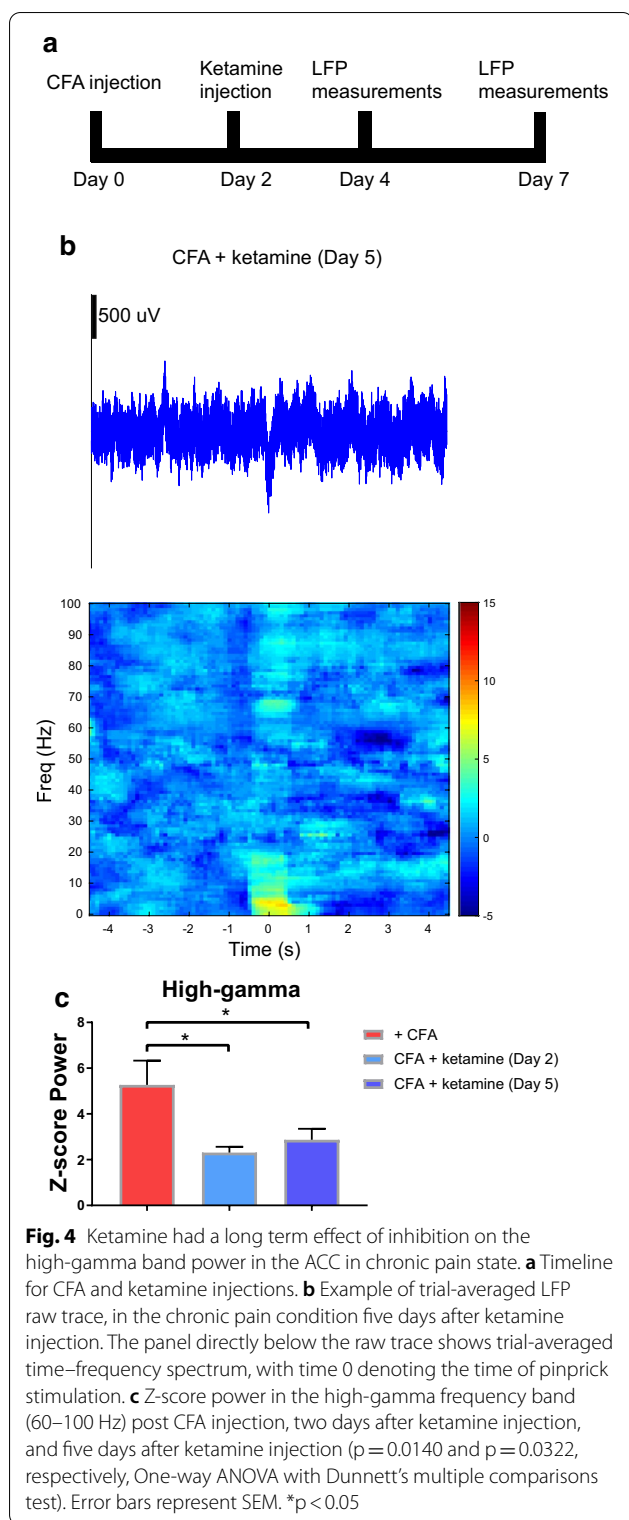 a
CFA injection
Ketamine
injection
LFP
measurements
LFP
measurements
Day 0
Day 2
Day 4
Day 7
b
CFA + ketamine (Day 5)
500 uV
100
90
80
70
60
50
40
30
20
10
0
Freq (Hz)
-4
-3
-2
-1
0
1
2
3
4
Time (s)
15
10
5
0
-5
c
High-gamma
*
*
8
6
4
2
0
Z-score Power
+ CFA
CFA + ketamine (Day 2)
CFA + ketamine (Day 5)
Fig. 4 Ketamine had a long term effect of inhibition on the
high-gamma band power in the ACC in chronic pain state. a Timeline
for CFA and ketamine injections. b Example of trial-averaged LFP
raw trace, in the chronic pain condition five days after ketamine
injection. The panel directly below the raw trace shows trial-averaged
time–frequency spectrum, with time 0 denoting the time of pinprick
stimulation. c Z-score power in the high-gamma frequency band
(60–100 Hz) post CFA injection, two days after ketamine injection,
and five days after ketamine injection (p = 0.0140 and p = 0.0322,
respectively, One-way ANOVA with Dunnett's multiple comparisons
test). Error bars represent SEM. *p < 0.05